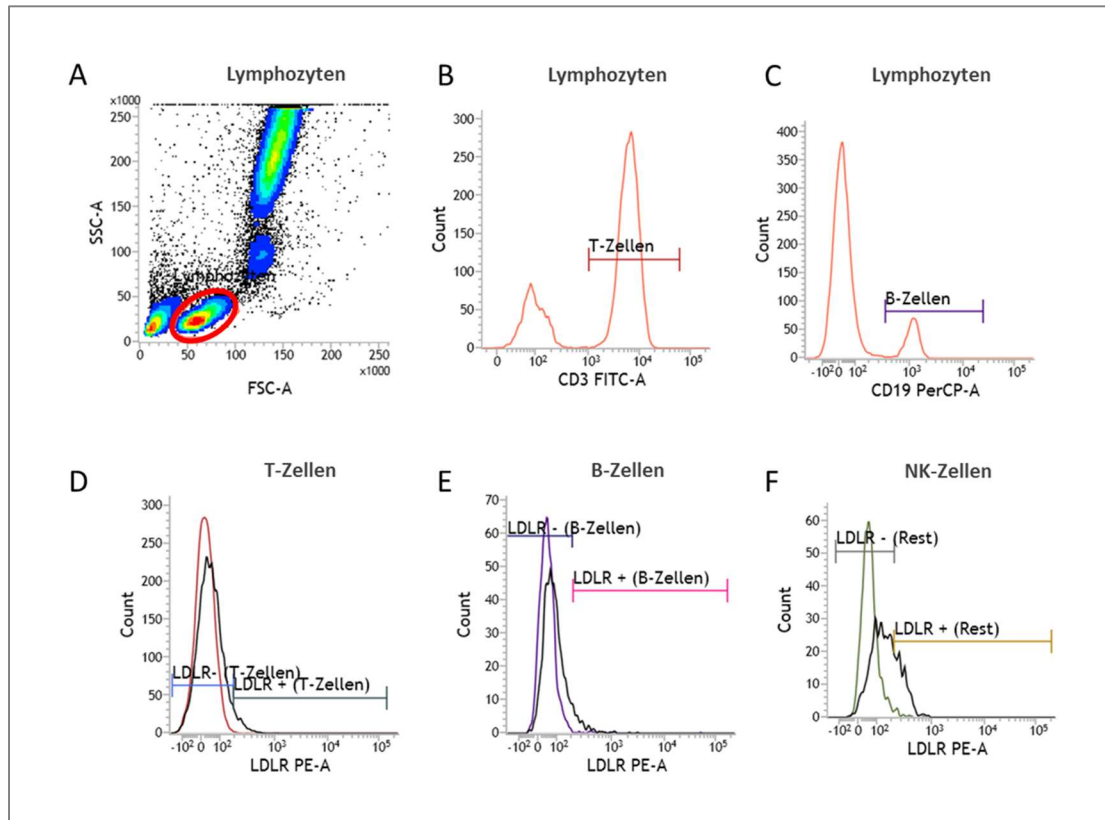 A
Lymphozyten
x1000
250
200
150
100
50
0
SSC-A
Lymphozyten
0 50 100 150 200 250
x1000
FSC-A
B
Lymphozyten
300
250
200
150
100
50
0
Count
T-Zellen
0 10² 10³ 10⁴ 10⁵
CD3 FITC-A
C
Lymphozyten
400
350
300
250
200
150
100
50
0
Count
B-Zellen
-10² 0 10² 10³ 10⁴ 10⁵
CD19 PerCP-A
D
T-Zellen
300
250
200
150
100
50
0
Count
LDLR- (T-Zellen)
LDLR + (T-Zellen)
-10² 0 10² 10³ 10⁴ 10⁵
LDLR PE-A
E
B-Zellen
70
60
50
40
30
20
10
0
Count
LDLR - (B-Zellen)
LDLR + (B-Zellen)
-10² 0 10² 10³ 10⁴ 10⁵
LDLR PE-A
F
NK-Zellen
60
50
40
30
20
10
0
Count
LDLR - (Rest)
LDLR + (Rest)
-10² 0 10² 10³ 10⁴ 10⁵
LDLR PE-A